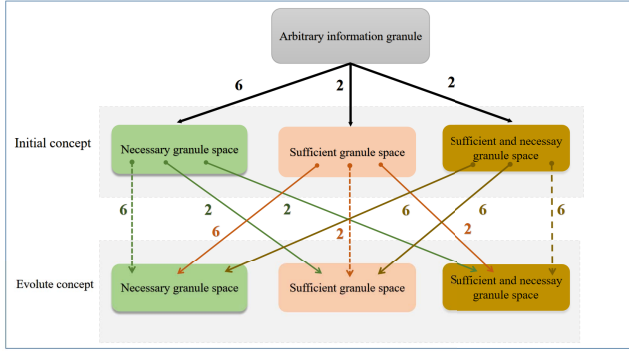 Arbitrary information granule
6
2
2
Initial concept
Necessary granule space
Sufficient granule space
Sufficient and necessay
granule space
6
2
2
6
6
6
6
2
2
Evolute concept
Necessary granule space
Sufficient granule space
Sufficient and necessay
granule space